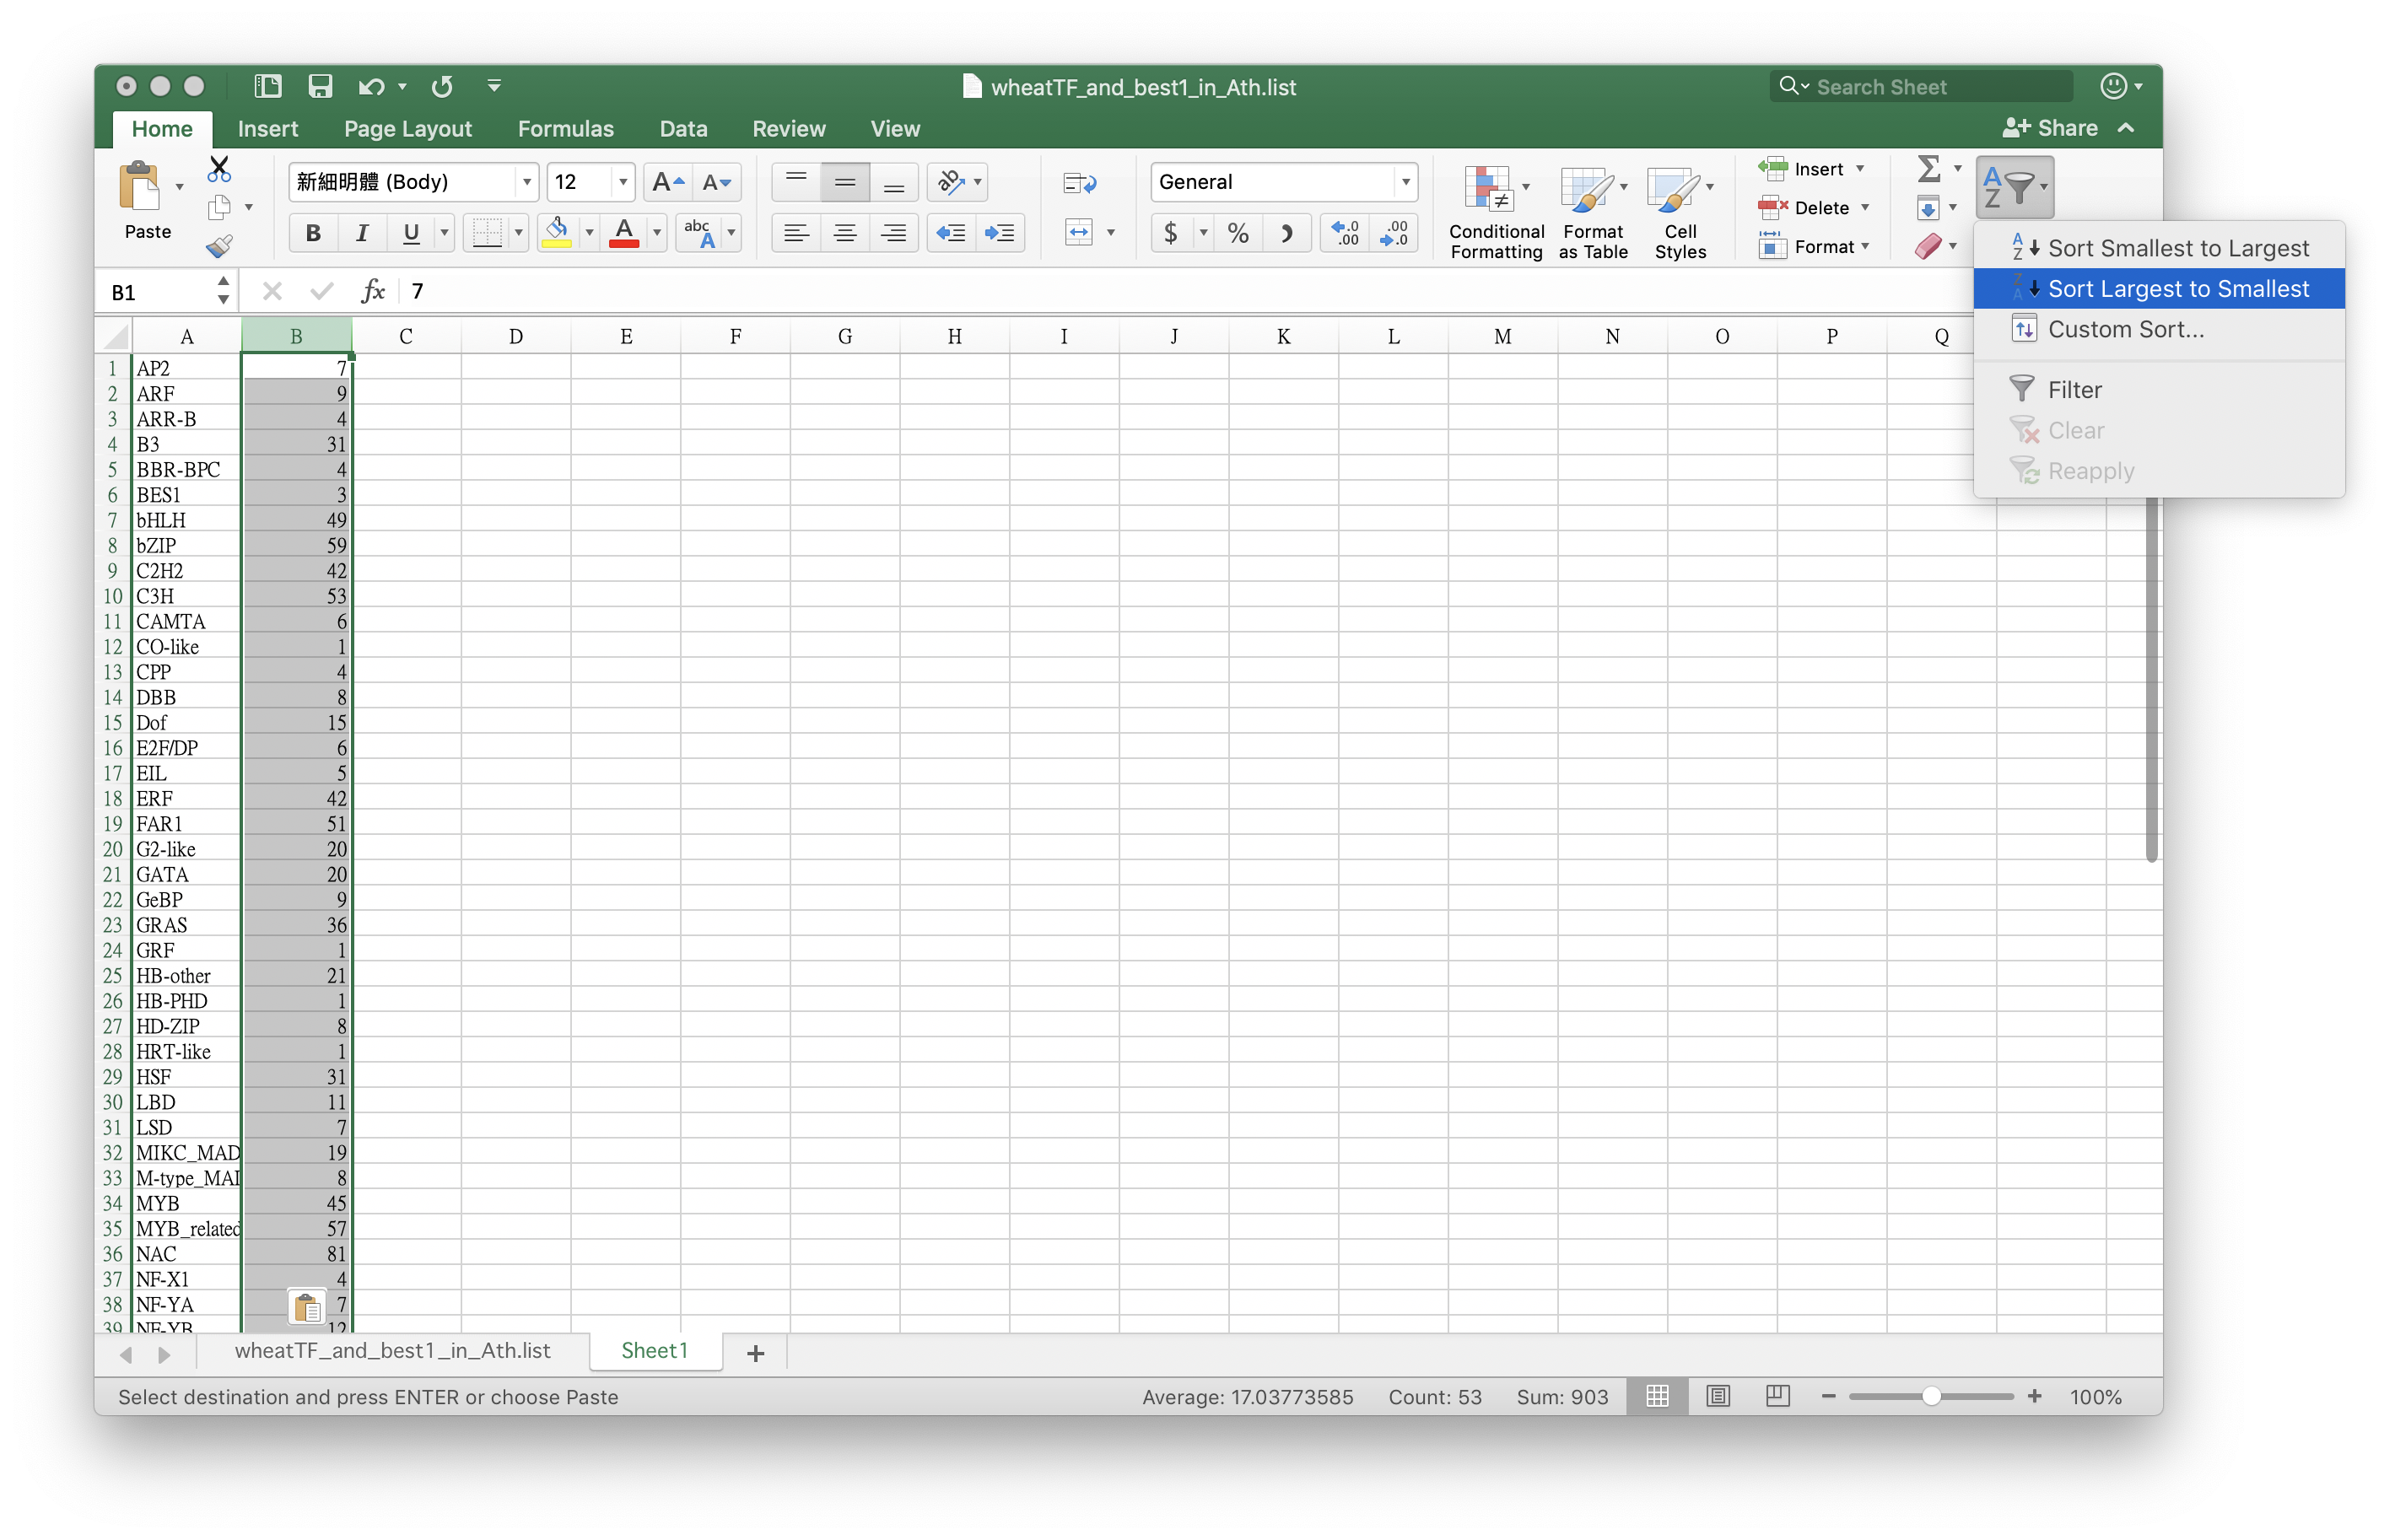 wheatTF_and_best1_in_Ath.list
Search Sheet
Home Insert Page Layout Formulas Data Review View Share
Paste
新細明體 (Body) 12
General
Conditional Formatting
Format as Table
Cell Styles
Insert
Delete
Format
B I U
abc A
$ % 
Sort Smallest to Largest
Sort Largest to Smallest
Custom Sort...
Filter
Clear
Reapply
B1 fx 7
A B C D E F G H I J K L M N O P Q
1 AP2 7
2 ARF 9
3 ARR-B 4
4 B3 31
5 BBR-BPC 4
6 BES1 3
7 bHLH 49
8 bZIP 59
9 C2H2 42
10 C3H 53
11 CAMTA 6
12 CO-like 1
13 CPP 4
14 DBB 8
15 Dof 15
16 E2F/DP 6
17 EIL 5
18 ERF 42
19 FAR1 51
20 G2-like 20
21 GATA 20
22 GeBP 9
23 GRAS 36
24 GRF 1
25 HB-other 21
26 HB-PHD 1
27 HD-ZIP 8
28 HRT-like 1
29 HSF 31
30 LBD 11
31 LSD 7
32 MIKC_MAD 19
33 M-type_MAD 8
34 MYB 45
35 MYB_related 57
36 NAC 81
37 NF-X1 4
38 NF-YA 7
39 NF-YB 12
wheatTF_and_best1_in_Ath.list Sheet1 +
Select destination and press ENTER or choose Paste Average: 17.03773585 Count: 53 Sum: 903 100%